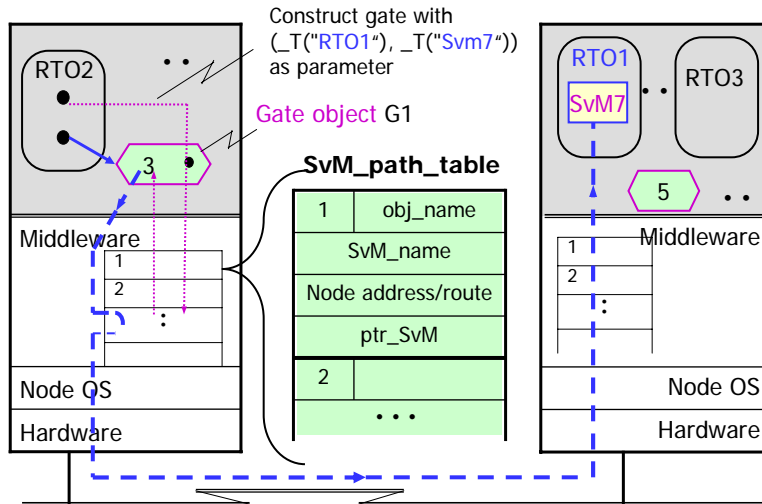 Construct gate with
(_T("RTO1“), _T("Svm7“))
as parameter
RTO2
Gate object G1
3
Middleware
1
2
:
Node OS
Hardware
SvM_path_table
1 obj_name
SvM_name
Node address/route
ptr_SvM
2
• • •
RTO1
SvM7
RTO3
5
Middleware
1
2
:
Node OS
Hardware